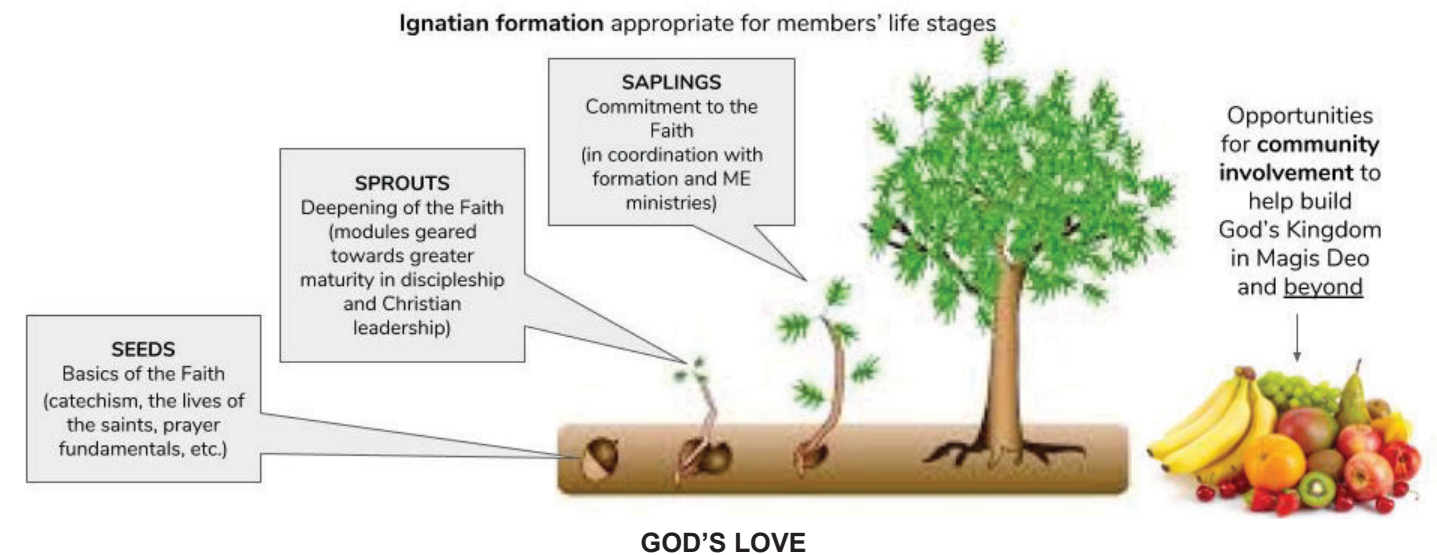 Ignatian formation appropriate for members' life stages
SAPLINGS
Commitment to the
Faith
(in coordination with
formation and ME
ministries)
SPROUTS
Deepening of the Faith
(modules geared
towards greater
maturity in discipleship
and Christian
leadership)
SEEDS
Basics of the Faith
(catechism, the lives of
the saints, prayer
fundamentals, etc.)
Opportunities
for community
involvement to
help build
God's Kingdom
in Magis Deo
and beyond
GOD'S LOVE